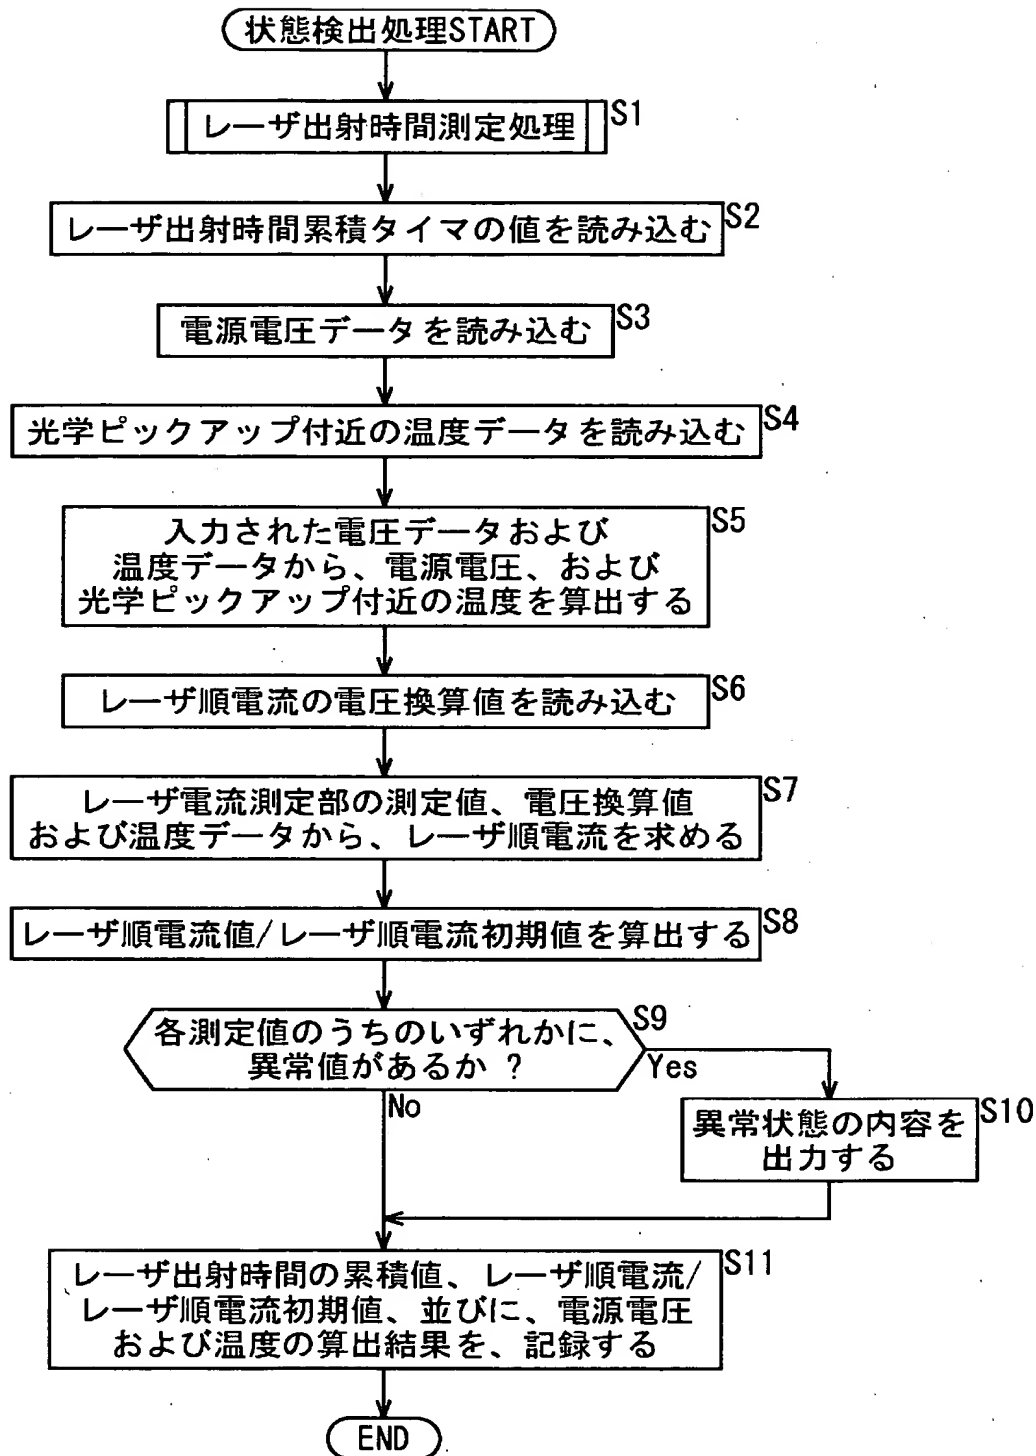 状態検出処理START
レーザ出射時間測定処理
S1
レーザ出射時間累積タイマの値を読み込む
S2
電源電圧データを読み込む
S3
光学ピックアップ付近の温度データを読み込む
S4
入力された電圧データおよび
温度データから、電源電圧、および
光学ピックアップ付近の温度を算出する
S5
レーザ順電流の電圧換算値を読み込む
S6
レーザ電流測定部の測定値、電圧換算値
および温度データから、レーザ順電流を求める
S7
レーザ順電流値/レーザ順電流初期値を算出する
S8
各測定値のうちのいずれかに、
異常値があるか ?
S9
Yes
No
異常状態の内容を
出力する
S10
レーザ出射時間の累積値、レーザ順電流/
レーザ順電流初期値、並びに、電源電圧
および温度の算出結果を、記録する
S11
END